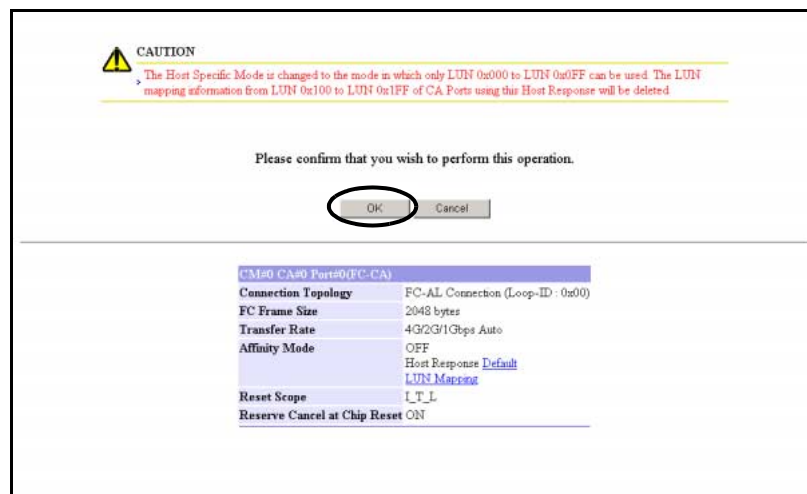 CAUTION
The Host Specific Mode is changed to the mode in which only LUN 0x000 to LUN 0x0FF can be used. The LUN
mapping information from LUN 0x100 to LUN 0x1FF of CA Ports using this Host Response will be deleted
Please confirm that you wish to perform this operation.
OK Cancel
CM#0 CA#0 Port#0(FC-CA)
Connection Topology FC-AL Connection (Loop-ID : 0x00)
FC Frame Size 2048 bytes
Transfer Rate 4G/2G/1Gbps Auto
Affinity Mode OFF
Host Response Default
LUN Mapping
Reset Scope I_T_L
Reserve Cancel at Chip Reset ON